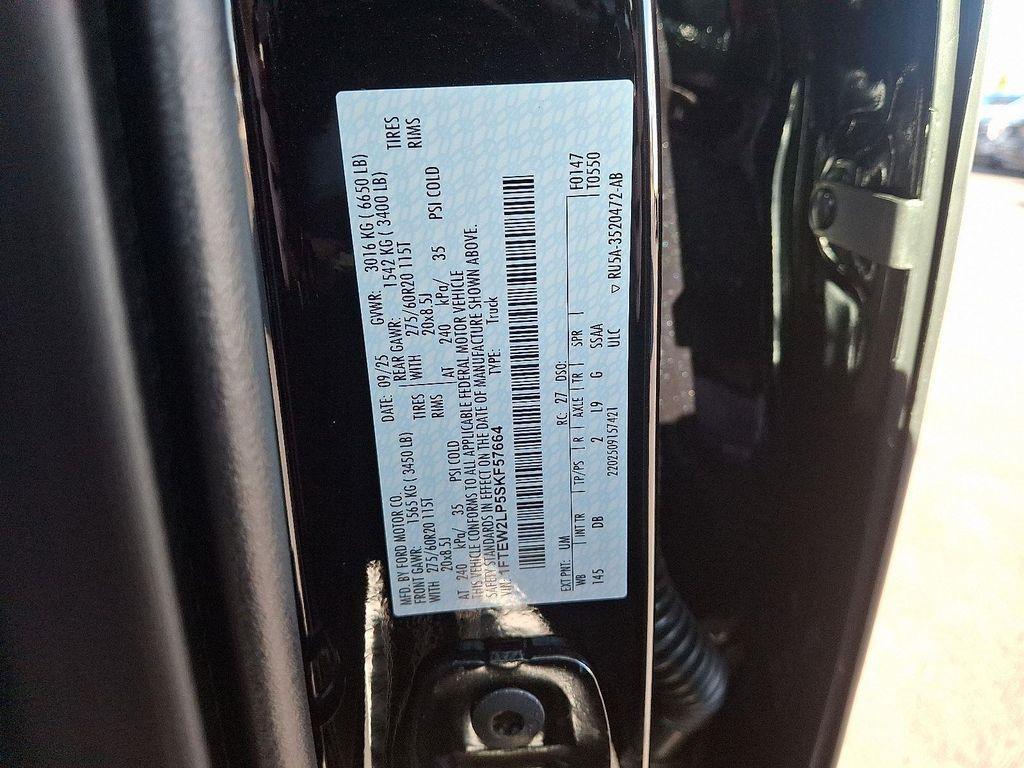 MFD. BY FORD MOTOR CO.
DATE: 09/25 GVWR: 3016 KG ( 6650 LB)
FRONT GAWR: 1565 KG ( 3450 LB) REAR GAWR: 1542 KG ( 3400 LB)
WITH 275/60R20 115T TIRES WITH 275/60R20 115T TIRES
20x8.5J RIMS 20x8.5J RIMS
AT 240 kPa/ 35 PSI COLD AT 240 kPa/ 35 PSI COLD
THIS VEHICLE CONFORMS TO ALL APPLICABLE FEDERAL MOTOR VEHICLE
SAFETY STANDARDS IN EFFECT ON THE DATE OF MANUFACTURE SHOWN ABOVE.
VIN: 1FTEW2LP5SKF57664 TYPE: Truck
EXT PNT: UM RC: 27 DSO:
WB INT TR TP/PS R AXLE TR SPR F0147
145 DB 2 L9 G SSAA T0550
2202509157421 ULC ▽ RU5A-3520472-AB